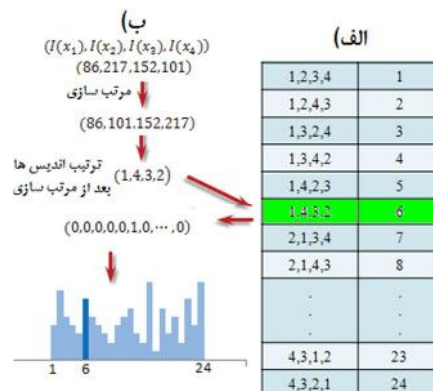 الف)
1,2,3,4 1
1,2,4,3 2
1,3,2,4 3
1,3,4,2 4
1,4,2,3 5
1,4,3,2 6
2,1,3,4 7
2,1,4,3 8
. .
. .
. .
4,3,1,2 23
4,3,2,1 24
ب)
(I(x₁), I(x₂), I(x₃), I(x₄))
(86,217,152,101)
مرتب سازی
(86,101,152,217)
ترتیب اندیس ها
بعد از مرتب سازی
(1,4,3,2)
(0,0,0,0,0,1,0,⋯,0)
1 6 24